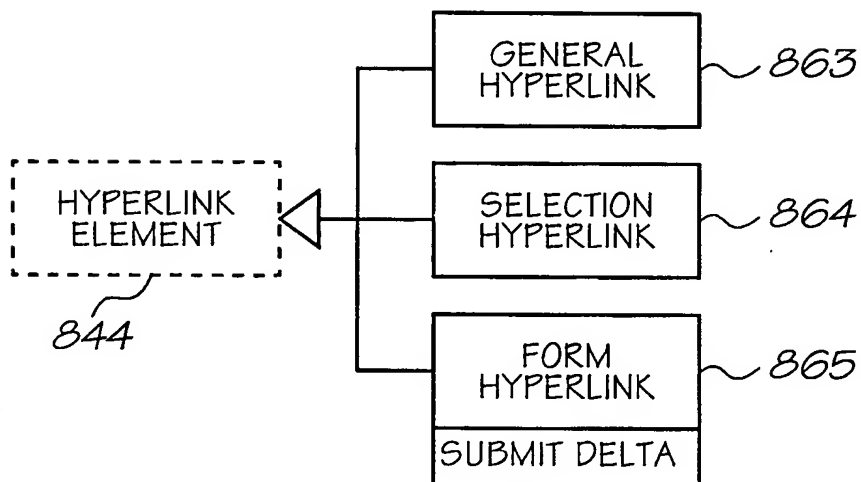 GENERAL
HYPERLINK
863
HYPERLINK
ELEMENT
844
SELECTION
HYPERLINK
864
FORM
HYPERLINK
865
SUBMIT DELTA